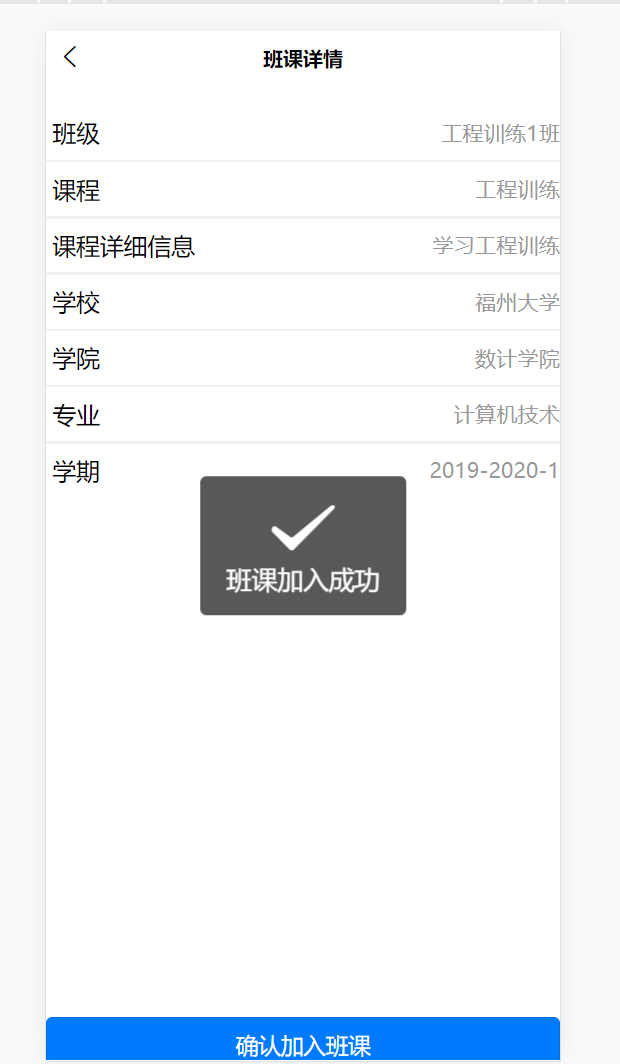 班课详情
班级 工程训练1班
课程 工程训练
课程详细信息 学习工程训练
学校 福州大学
学院 数计学院
专业 计算机技术
学期 2019-2020-1
班课加入成功
确认加入班课